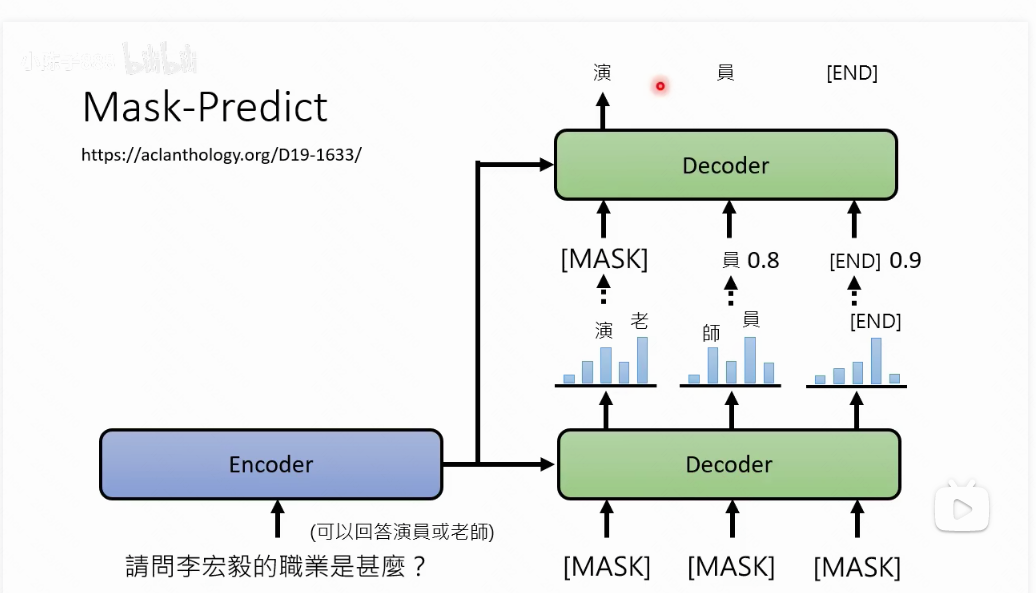 bilibili
Mask-Predict
https://aclanthology.org/D19-1633/
演 員 [END]
Decoder
[MASK] 員 0.8 [END] 0.9
演 老 師 員 [END]
Encoder
Decoder
(可以回答演員或老師)
請問李宏毅的職業是甚麼？
[MASK] [MASK] [MASK]